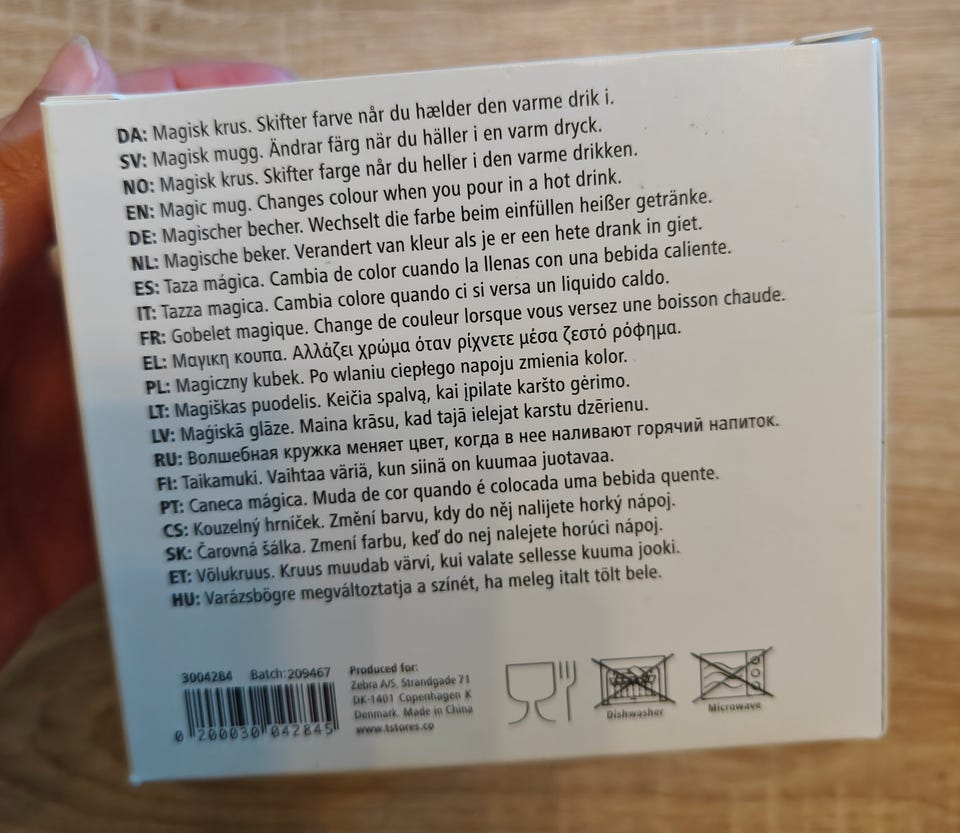 DA: Magisk krus. Skifter farve når du hælder den varme drik i.
SV: Magisk mugg. Ändrar färg när du häller i en varm dryck.
NO: Magisk krus. Skifter farge når du heller i den varme drikken.
EN: Magic mug. Changes colour when you pour in a hot drink.
DE: Magischer becher. Wechselt die farbe beim einfüllen heißer getränke.
NL: Magische beker. Verandert van kleur als je er een hete drank in giet.
ES: Taza mágica. Cambia de color cuando la llenas con una bebida caliente.
IT: Tazza magica. Cambia colore quando ci si versa un liquido caldo.
FR: Gobelet magique. Change de couleur lorsque vous versez une boisson chaude.
EL: Μαγικη κουπα. Αλλάζει χρώμα όταν ρίχνετε μέσα ζεστό ρόφημα.
PL: Magiczny kubek. Po wlaniu ciepłego napoju zmienia kolor.
LT: Magiškas puodelis. Keičia spalvą, kai įpilate karšto gėrimo.
LV: Maģiskā glāze. Maina krāsu, kad tajā ielejat karstu dzērienu.
RU: Волшебная кружка меняет цвет, когда в нее наливают горячий напиток.
FI: Taikamuki. Vaihtaa väriä, kun siinä on kuumaa juotavaa.
PT: Caneca mágica. Muda de cor quando é colocada uma bebida quente.
CS: Kouzelný hrníček. Změní barvu, kdy do něj nalijete horký nápoj.
SK: Čarovná šálka. Zmení farbu, keď do nej nalejete horúci nápoj.
ET: Võlukruus. Kruus muudab värvi, kui valate sellesse kuuma jooki.
HU: Varázsbögre megváltoztatja a színét, ha meleg italt tölt bele.
3004284 Batch: 209467
0 200030 042845
Produced for:
Zebra A/S, Strandgade 71
DK-1401 Copenhagen K
Denmark. Made in China
www.tstores.co
Dishwasher
Microwave